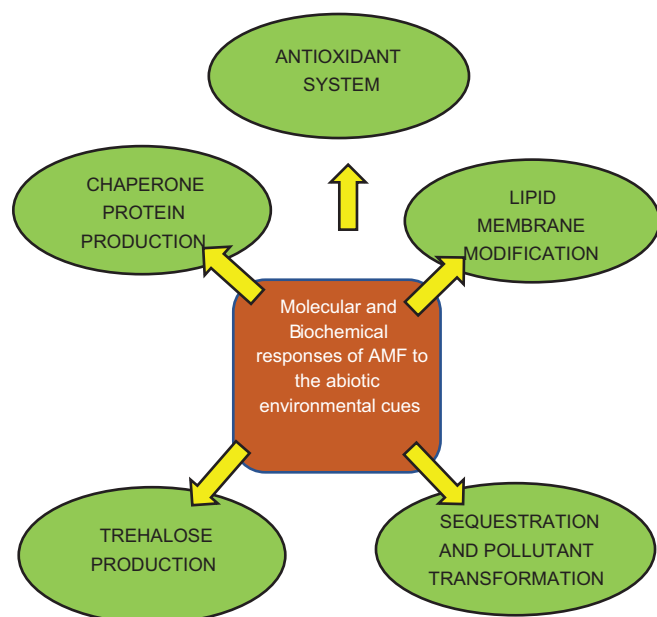 ANTIOXIDANT
SYSTEM
CHAPERONE
PROTEIN
PRODUCTION
LIPID
MEMBRANE
MODIFICATION
Molecular and
Biochemical
responses of AMF to
the abiotic
environmental cues
TREHALOSE
PRODUCTION
SEQUESTRATION
AND POLLUTANT
TRANSFORMATION